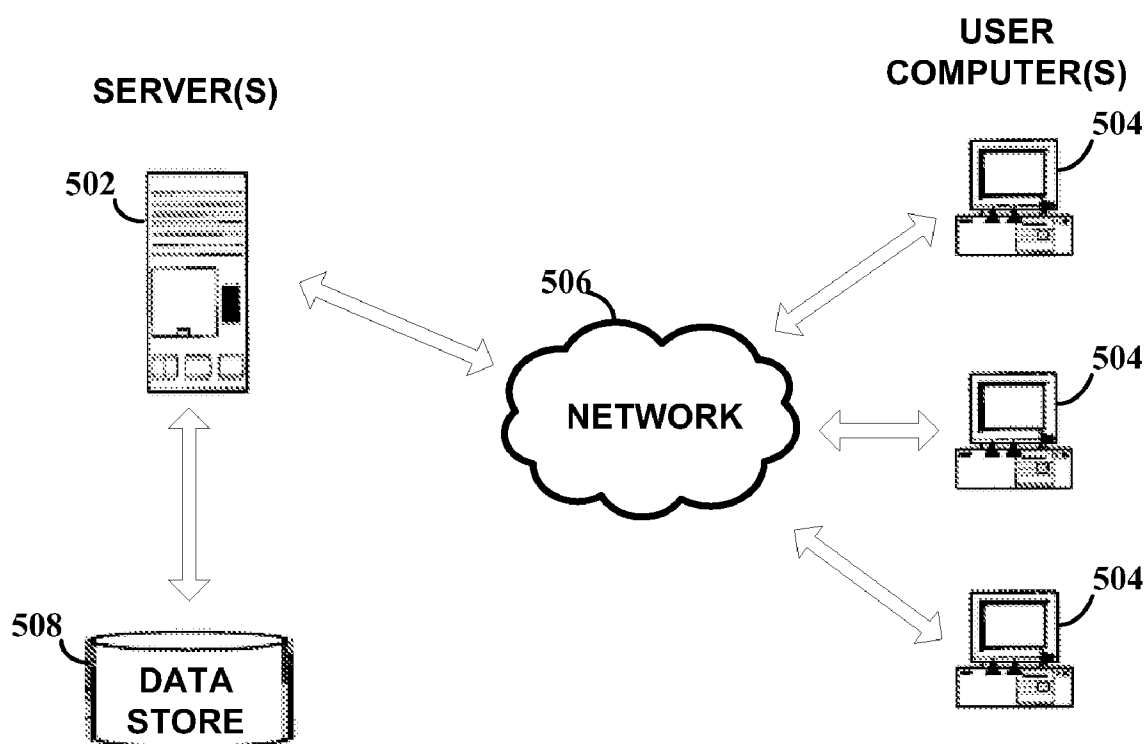 USER
COMPUTER(S)
SERVER(S)
504
502
506
504
NETWORK
504
508
DATA
STORE